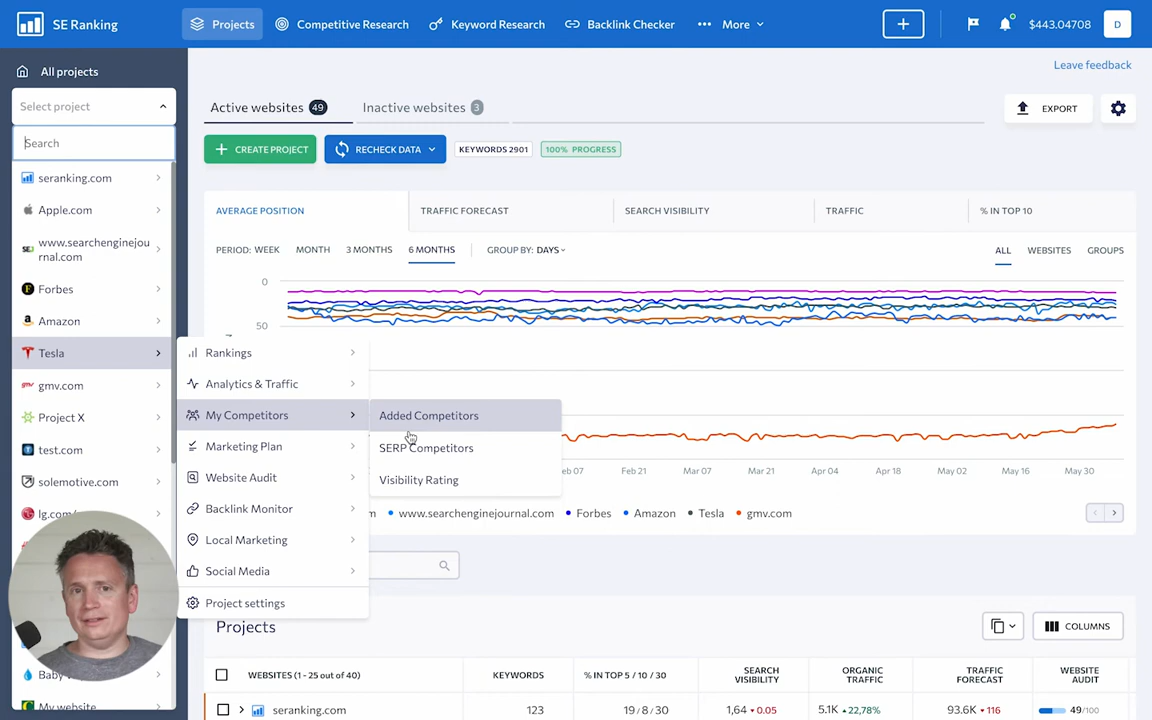 SE Ranking
Projects
Competitive Research
Keyword Research
Backlink Checker
More
$443.04708
D
All projects
Leave feedback
Select project
Active websites 49
Inactive websites 3
EXPORT
Search
CREATE PROJECT
RECHECK DATA
KEYWORDS 2901
100% PROGRESS
seranking.com
Apple.com
www.searchenginejou
rnal.com
Forbes
Amazon
Tesla
gmv.com
Project X
test.com
solemotive.com
lg.com
Baby
My website
AVERAGE POSITION
TRAFFIC FORECAST
SEARCH VISIBILITY
TRAFFIC
% IN TOP 10
PERIOD: WEEK
MONTH
3 MONTHS
6 MONTHS
GROUP BY: DAYS
ALL
WEBSITES
GROUPS
0
50
Rankings
Analytics & Traffic
My Competitors
Marketing Plan
Website Audit
Backlink Monitor
Local Marketing
Social Media
Project settings
Added Competitors
SERP Competitors
Visibility Rating
eb 07
Feb 21
Mar 07
Mar 21
Apr 04
Apr 18
May 02
May 16
May 30
m
www.searchenginejournal.com
Forbes
Amazon
Tesla
gmv.com
Projects
COLUMNS
WEBSITES (1 - 25 out of 40)
KEYWORDS
% IN TOP 5 / 10 / 30
SEARCH
VISIBILITY
ORGANIC
TRAFFIC
TRAFFIC
FORECAST
WEBSITE
AUDIT
seranking.com
123
19 / 8 / 30
1,64 ▾ 0.05
5.1K ▴ 22,78%
93.6K ▾ 116
49/100